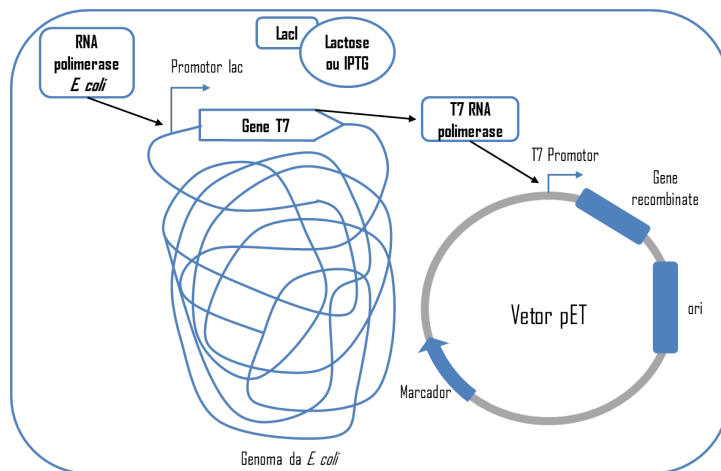 RNA
polimerase
E. coli
Promotor lac
LacI
Lactose
ou IPTG
Gene T7
T7 RNA
polimerase
T7 Promotor
Gene
recombinate
Vetor pET
ori
Marcador
Genoma da E. coli